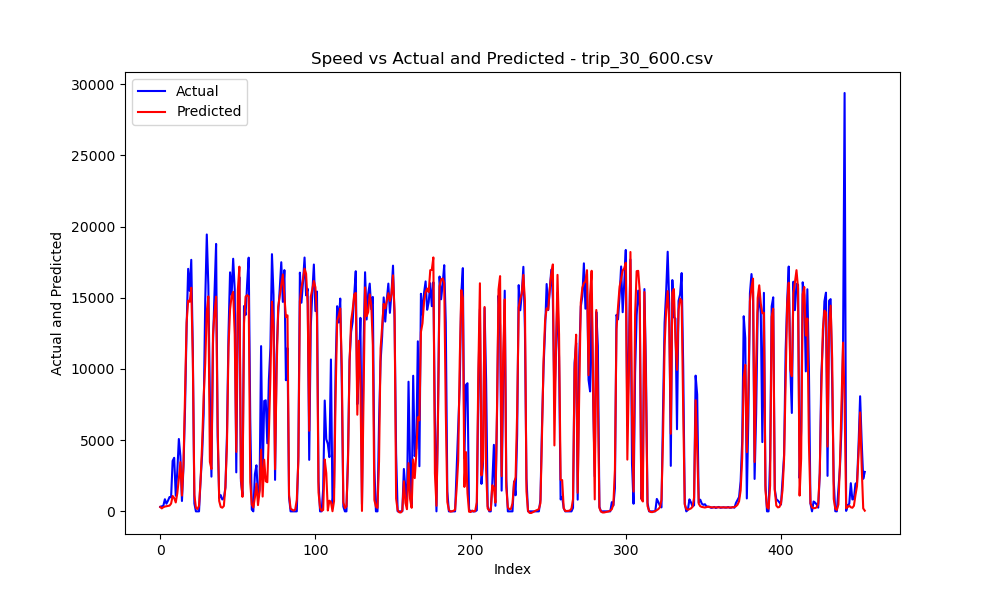 Speed vs Actual and Predicted - trip_30_600.csv
Actual
Predicted
30000
25000
20000
15000
10000
5000
0
Actual and Predicted
0 100 200 300 400
Index